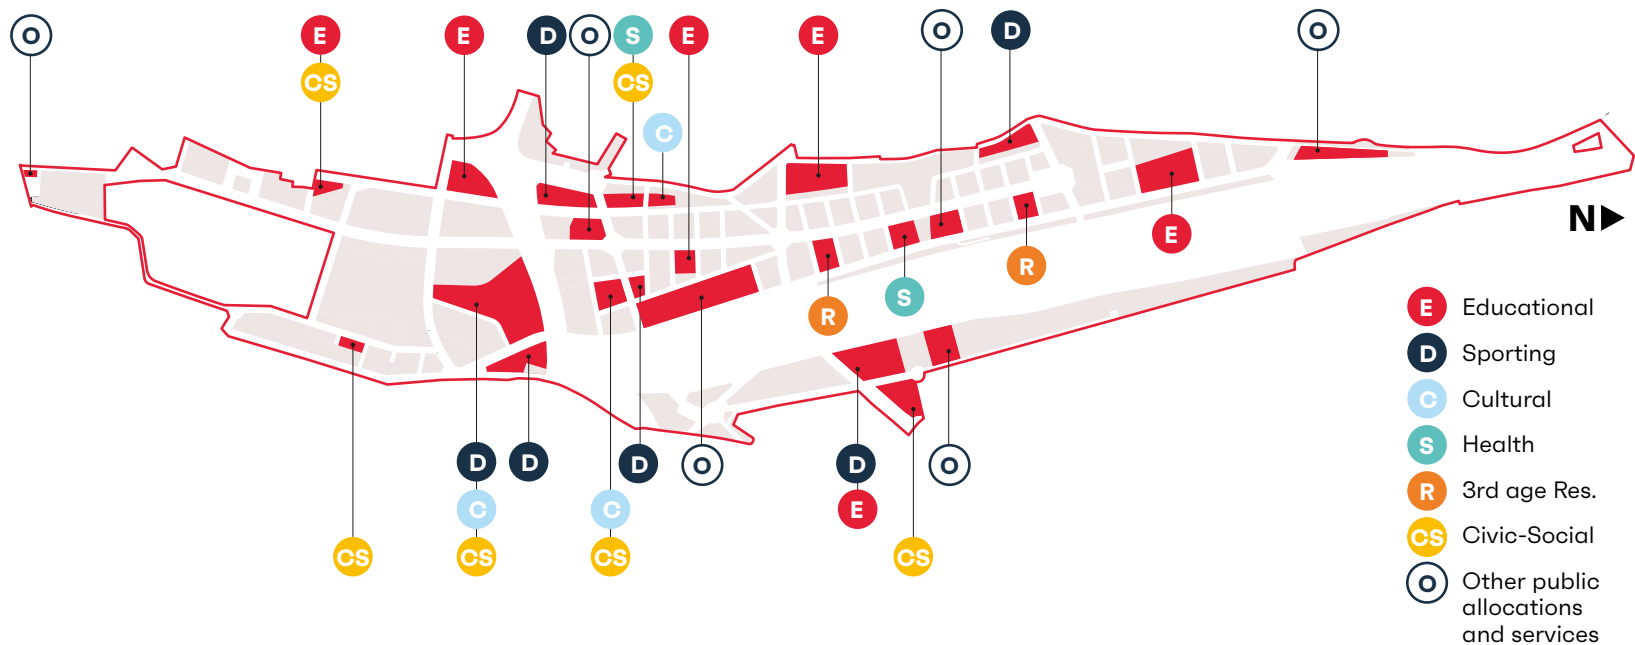 O E E D O S E E O D O
CS CS
C
N
E
R
S
R
E Educational
D Sporting
C Cultural
S Health
R 3rd age Res.
CS Civic-Social
O Other public
allocations
and services
D D D O D O
C C E
CS CS CS CS